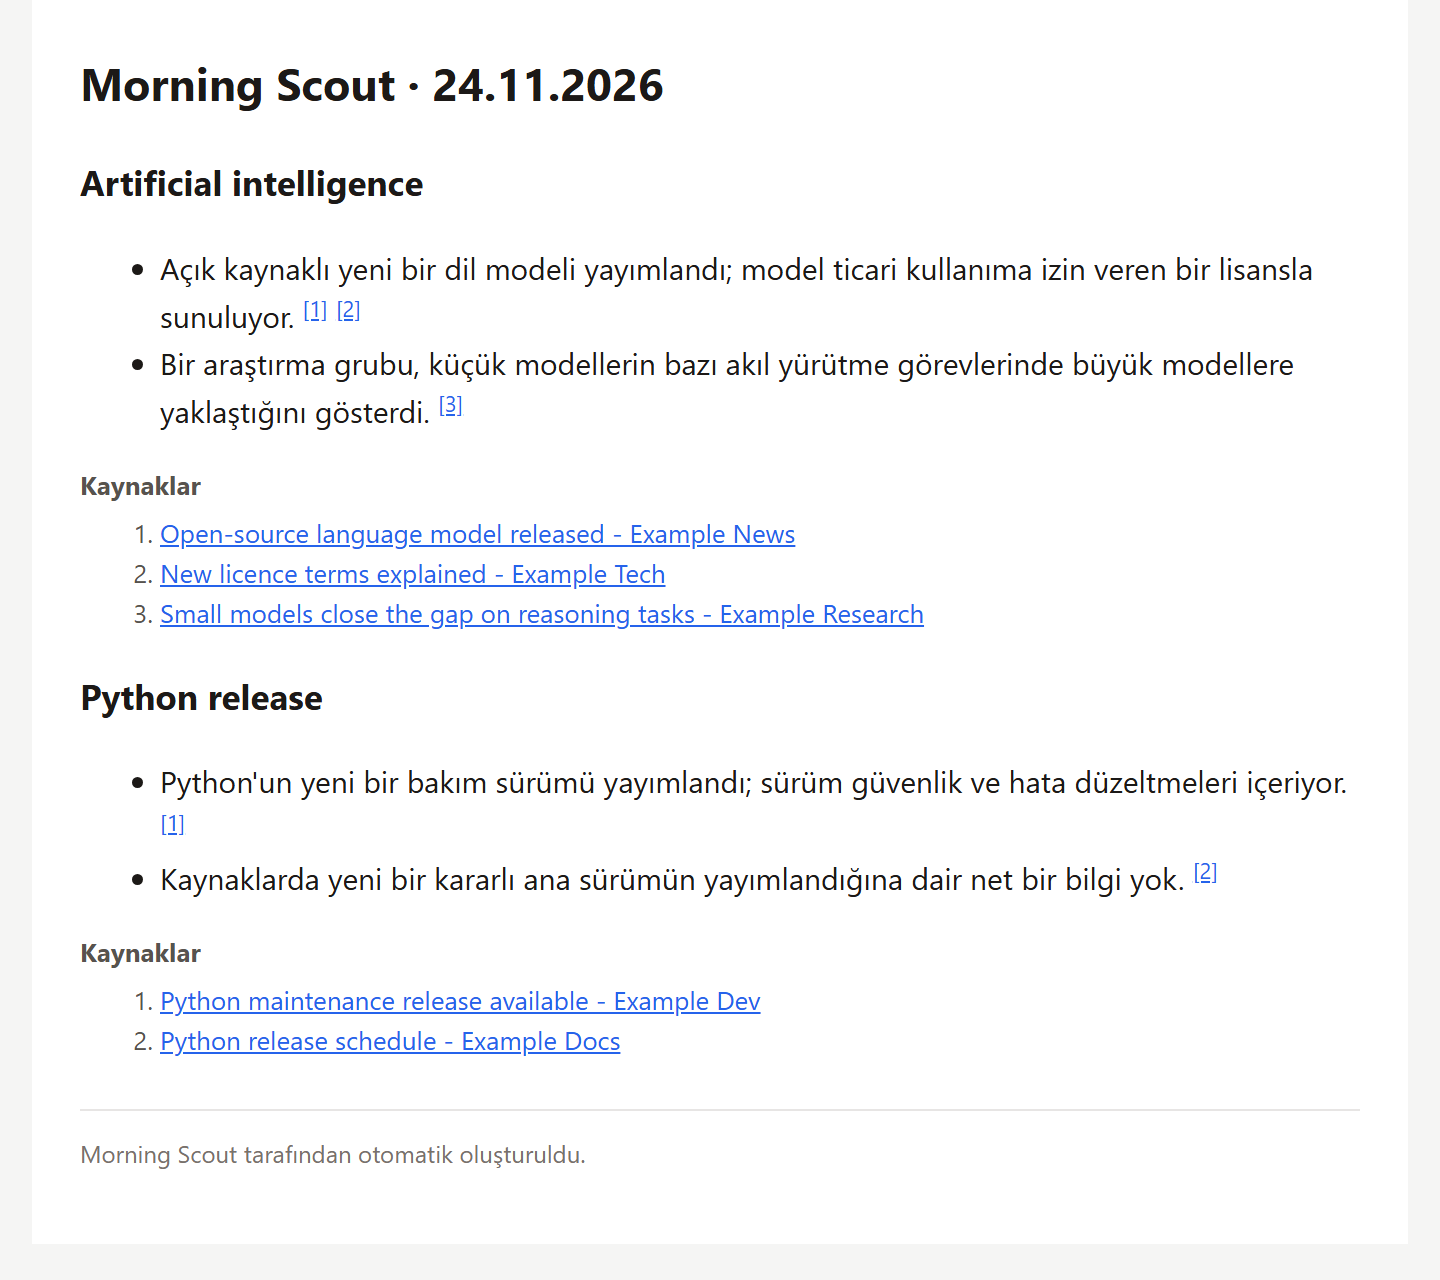 Morning Scout · 24.11.2026
Artificial intelligence
• Açık kaynaklı yeni bir dil modeli yayımlandı; model ticari kullanıma izin veren bir lisansla
sunuluyor. [1] [2]
• Bir araştırma grubu, küçük modellerin bazı akıl yürütme görevlerinde büyük modellere
yaklaştığını gösterdi. [3]
Kaynaklar
1. Open-source language model released - Example News
2. New licence terms explained - Example Tech
3. Small models close the gap on reasoning tasks - Example Research
Python release
• Python'un yeni bir bakım sürümü yayımlandı; sürüm güvenlik ve hata düzeltmeleri içeriyor.
[1]
• Kaynaklarda yeni bir kararlı ana sürümün yayımlandığına dair net bir bilgi yok. [2]
Kaynaklar
1. Python maintenance release available - Example Dev
2. Python release schedule - Example Docs
Morning Scout tarafından otomatik oluşturuldu.